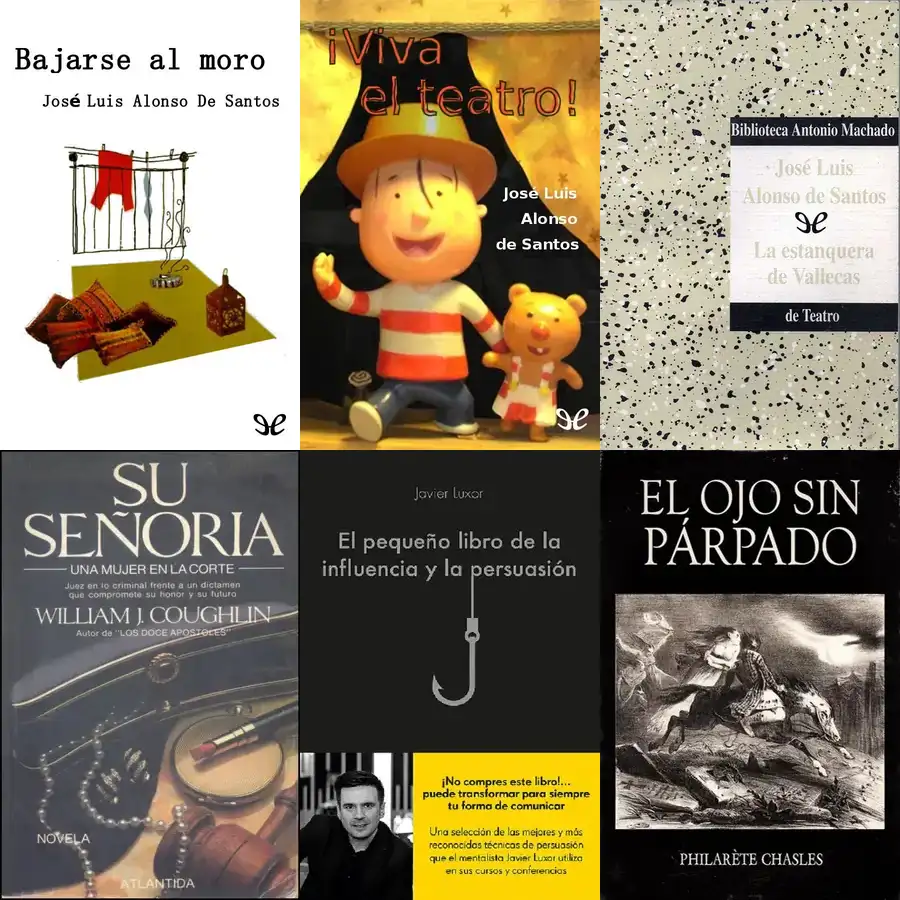 Bajarse al moro
José Luis Alonso De Santos
¡Viva
el teatro!
José Luis
Alonso
de Santos
Biblioteca Antonio Machado
José Luis
Alonso de Santos
La estanquera
de Vallecas
de Teatro
SU
SEÑORIA
UNA MUJER EN LA CORTE
Juez en lo criminal frente a un dictamen
que compromete su honor y su futuro
WILLIAM J. COUGHLIN
Autor de "LOS DOCE APOSTOLES"
NOVELA
ATLANTIDA
Javier Luxor
El pequeño libro de la
influencia y la persuasión
¡No compres este libro!...
puede transformar para siempre
tu forma de comunicar
Una selección de las mejores y más
reconocidas técnicas de persuasión
que el mentalista Javier Luxor utiliza
en sus cursos y conferencias
EL OJO SIN
PÁRPADO
PHILARÈTE CHASLES